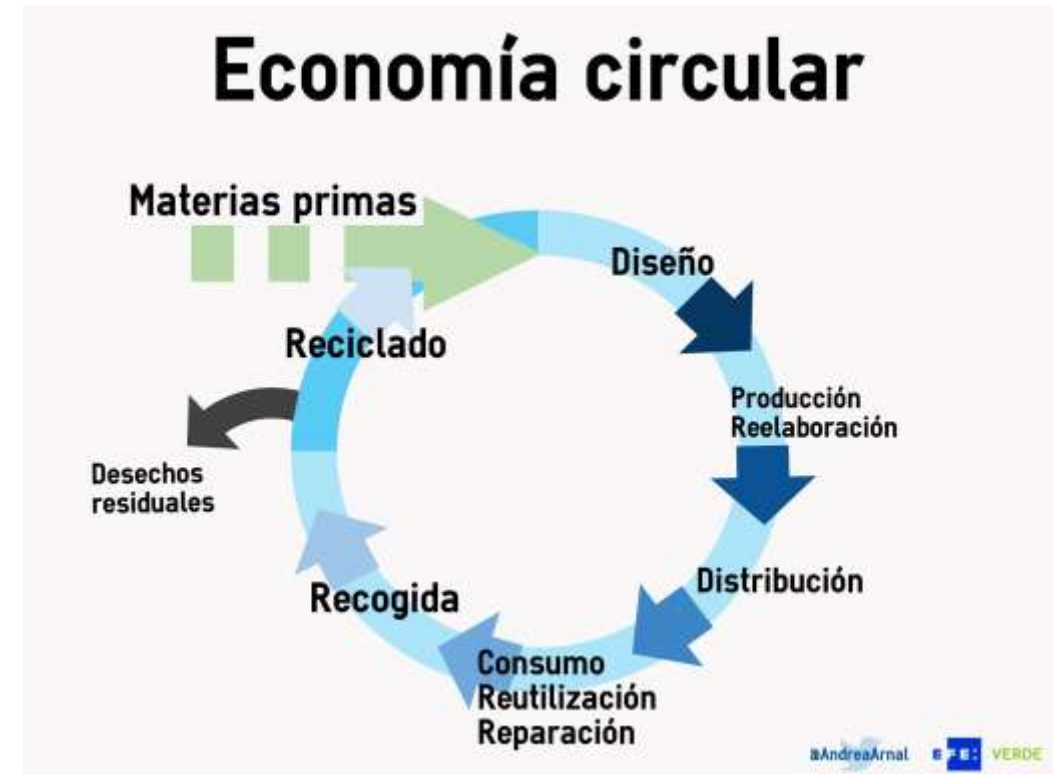 Economía circular
Materias primas
Diseño
Reciclado
Producción
Reelaboración
Desechos
residuales
Distribución
Recogida
Consumo
Reutilización
Reparación
@AndreaArnal
EFE: VERDE